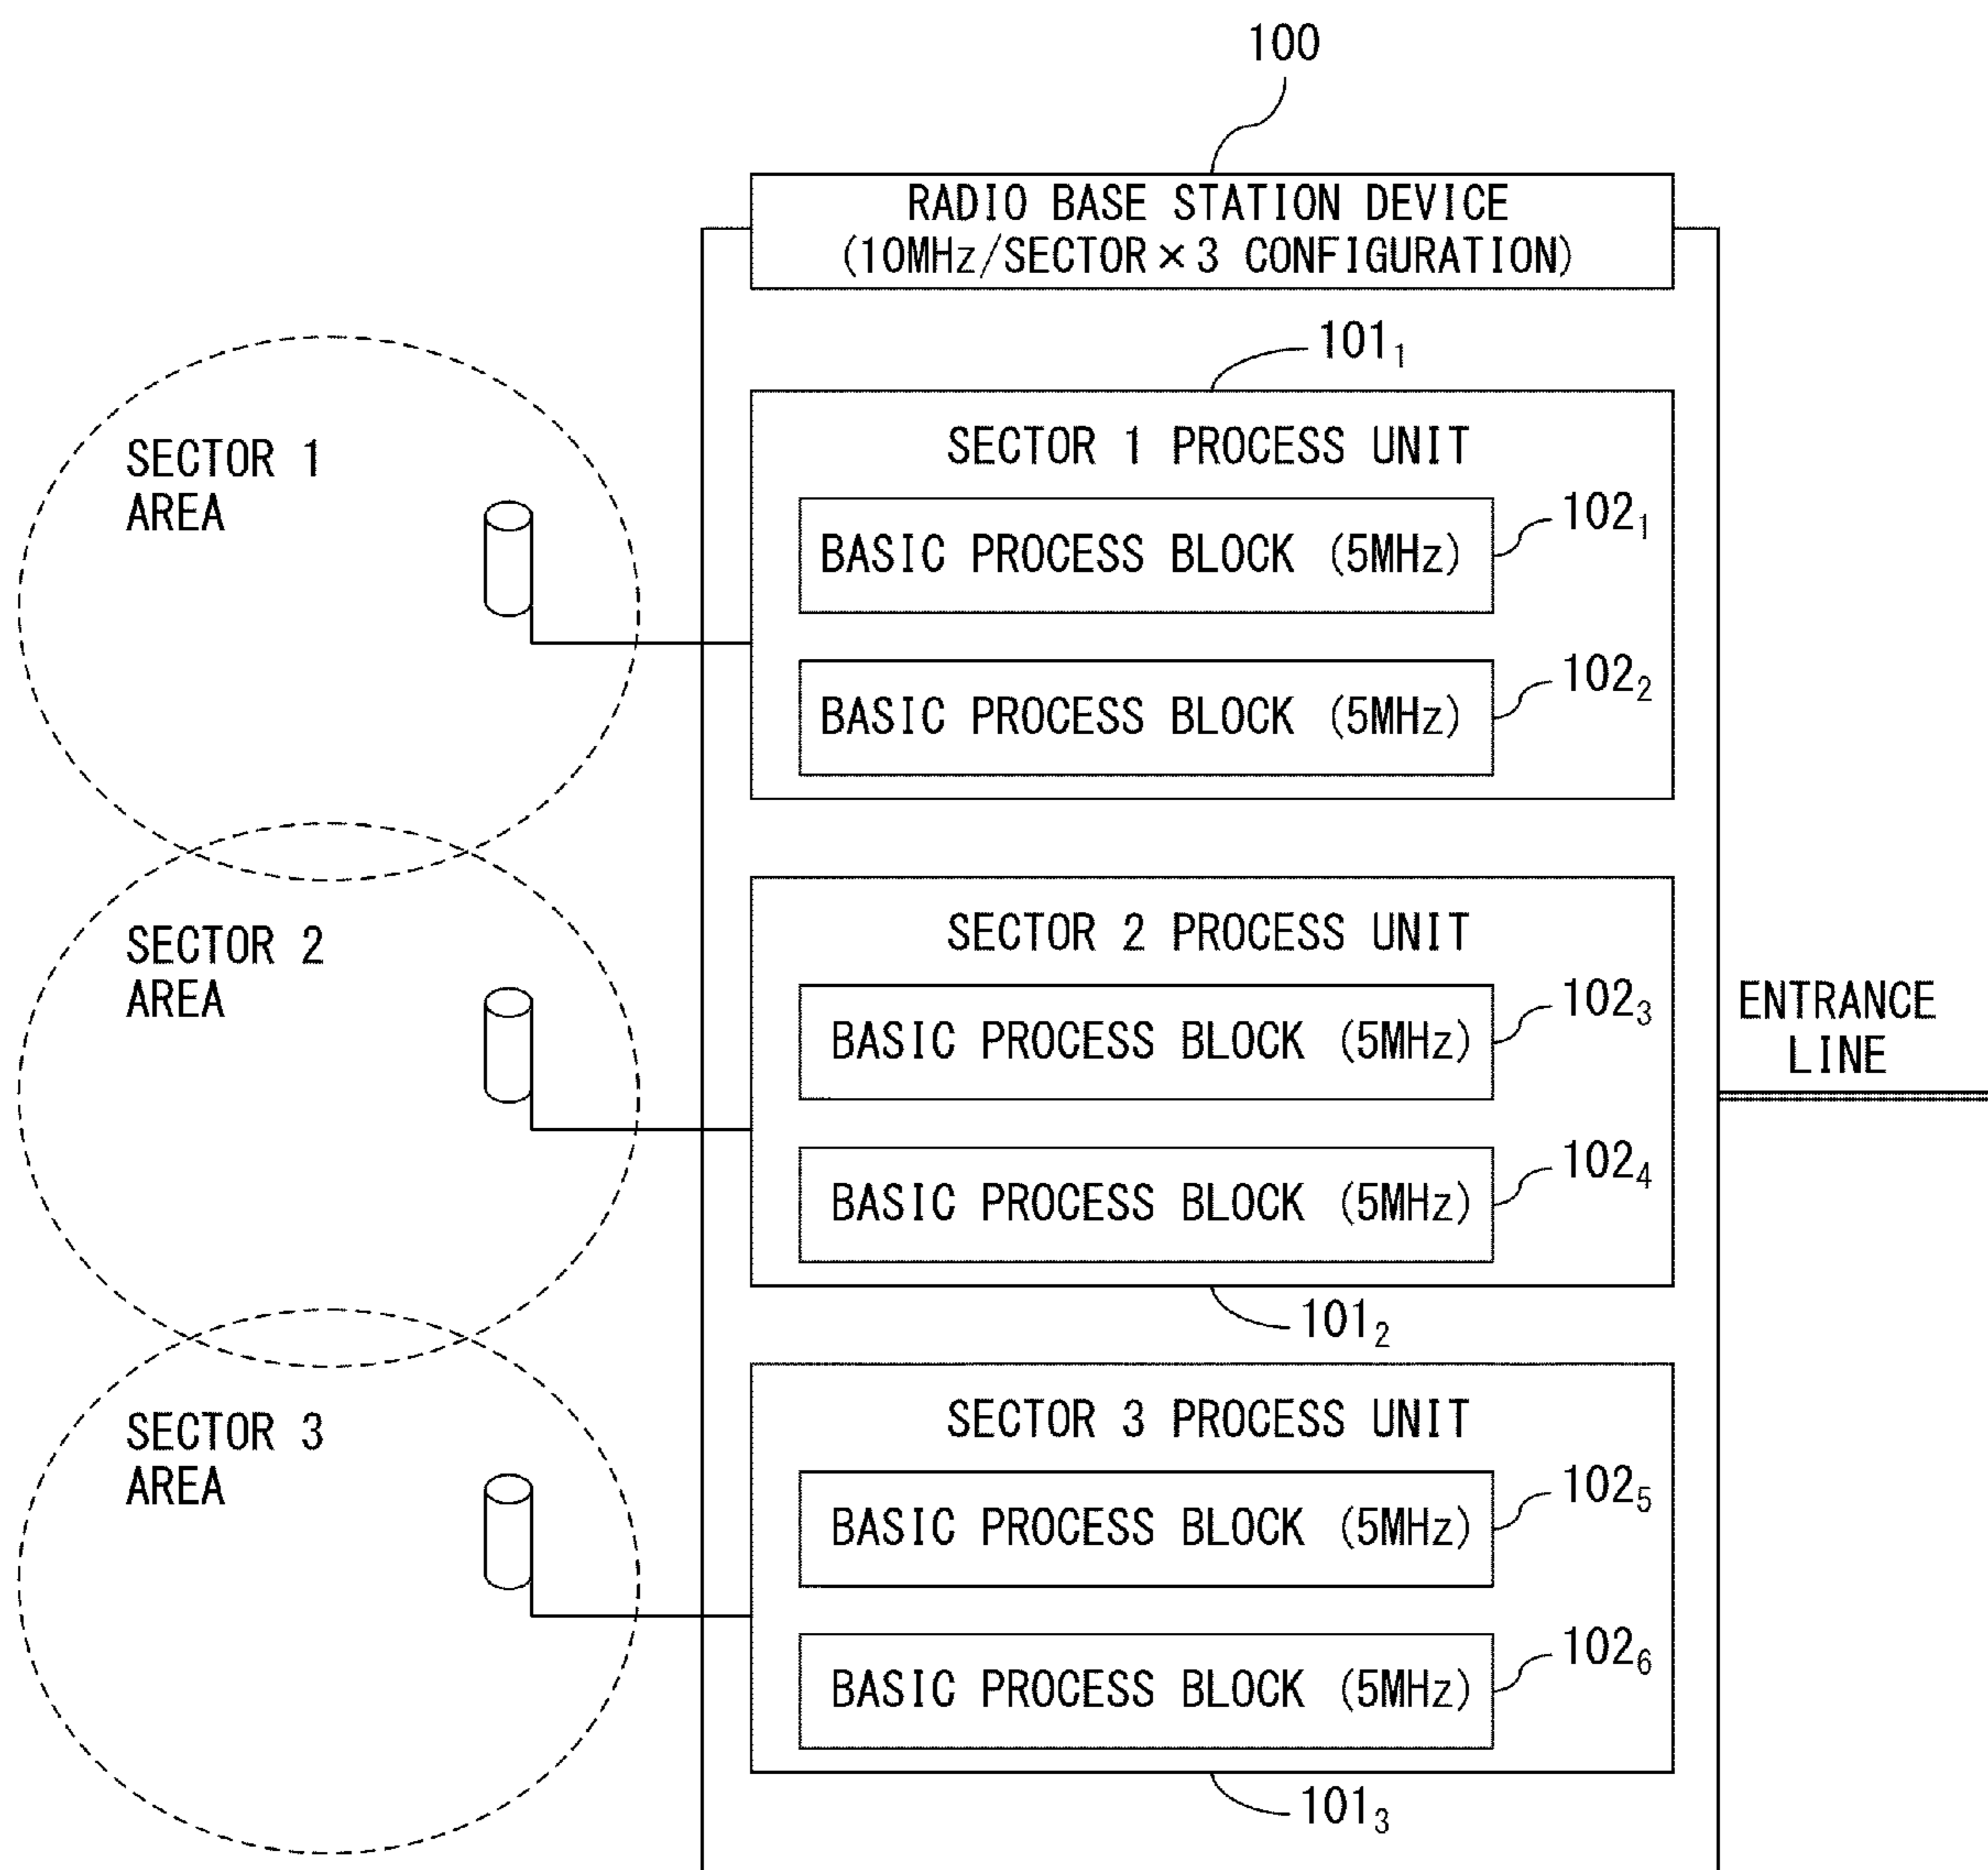 100
RADIO BASE STATION DEVICE
(10MHz/SECTOR×3 CONFIGURATION)
101₁
SECTOR 1
AREA
SECTOR 1 PROCESS UNIT
BASIC PROCESS BLOCK (5MHz)
102₁
BASIC PROCESS BLOCK (5MHz)
102₂
SECTOR 2
AREA
SECTOR 2 PROCESS UNIT
BASIC PROCESS BLOCK (5MHz)
102₃
BASIC PROCESS BLOCK (5MHz)
102₄
101₂
ENTRANCE
LINE
SECTOR 3
AREA
SECTOR 3 PROCESS UNIT
BASIC PROCESS BLOCK (5MHz)
102₅
BASIC PROCESS BLOCK (5MHz)
102₆
101₃